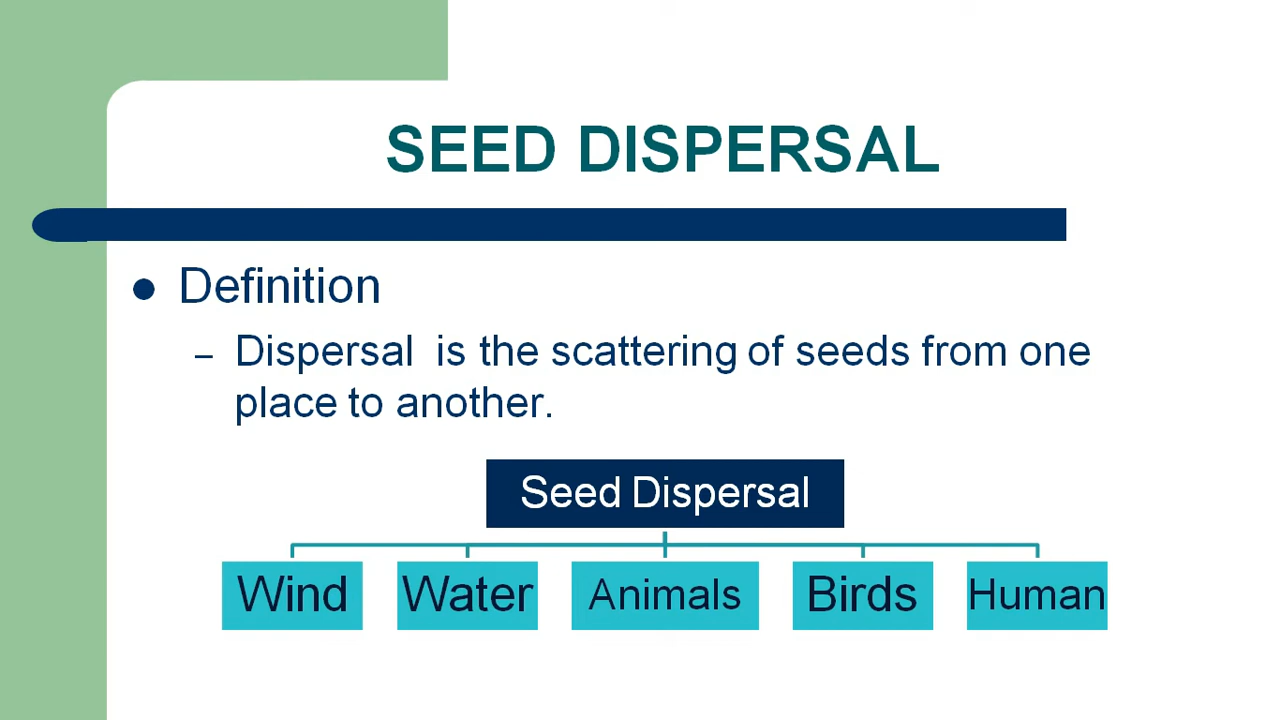 SEED DISPERSAL
Definition
– Dispersal is the scattering of seeds from one
place to another.
Seed Dispersal
Wind Water Animals Birds Human